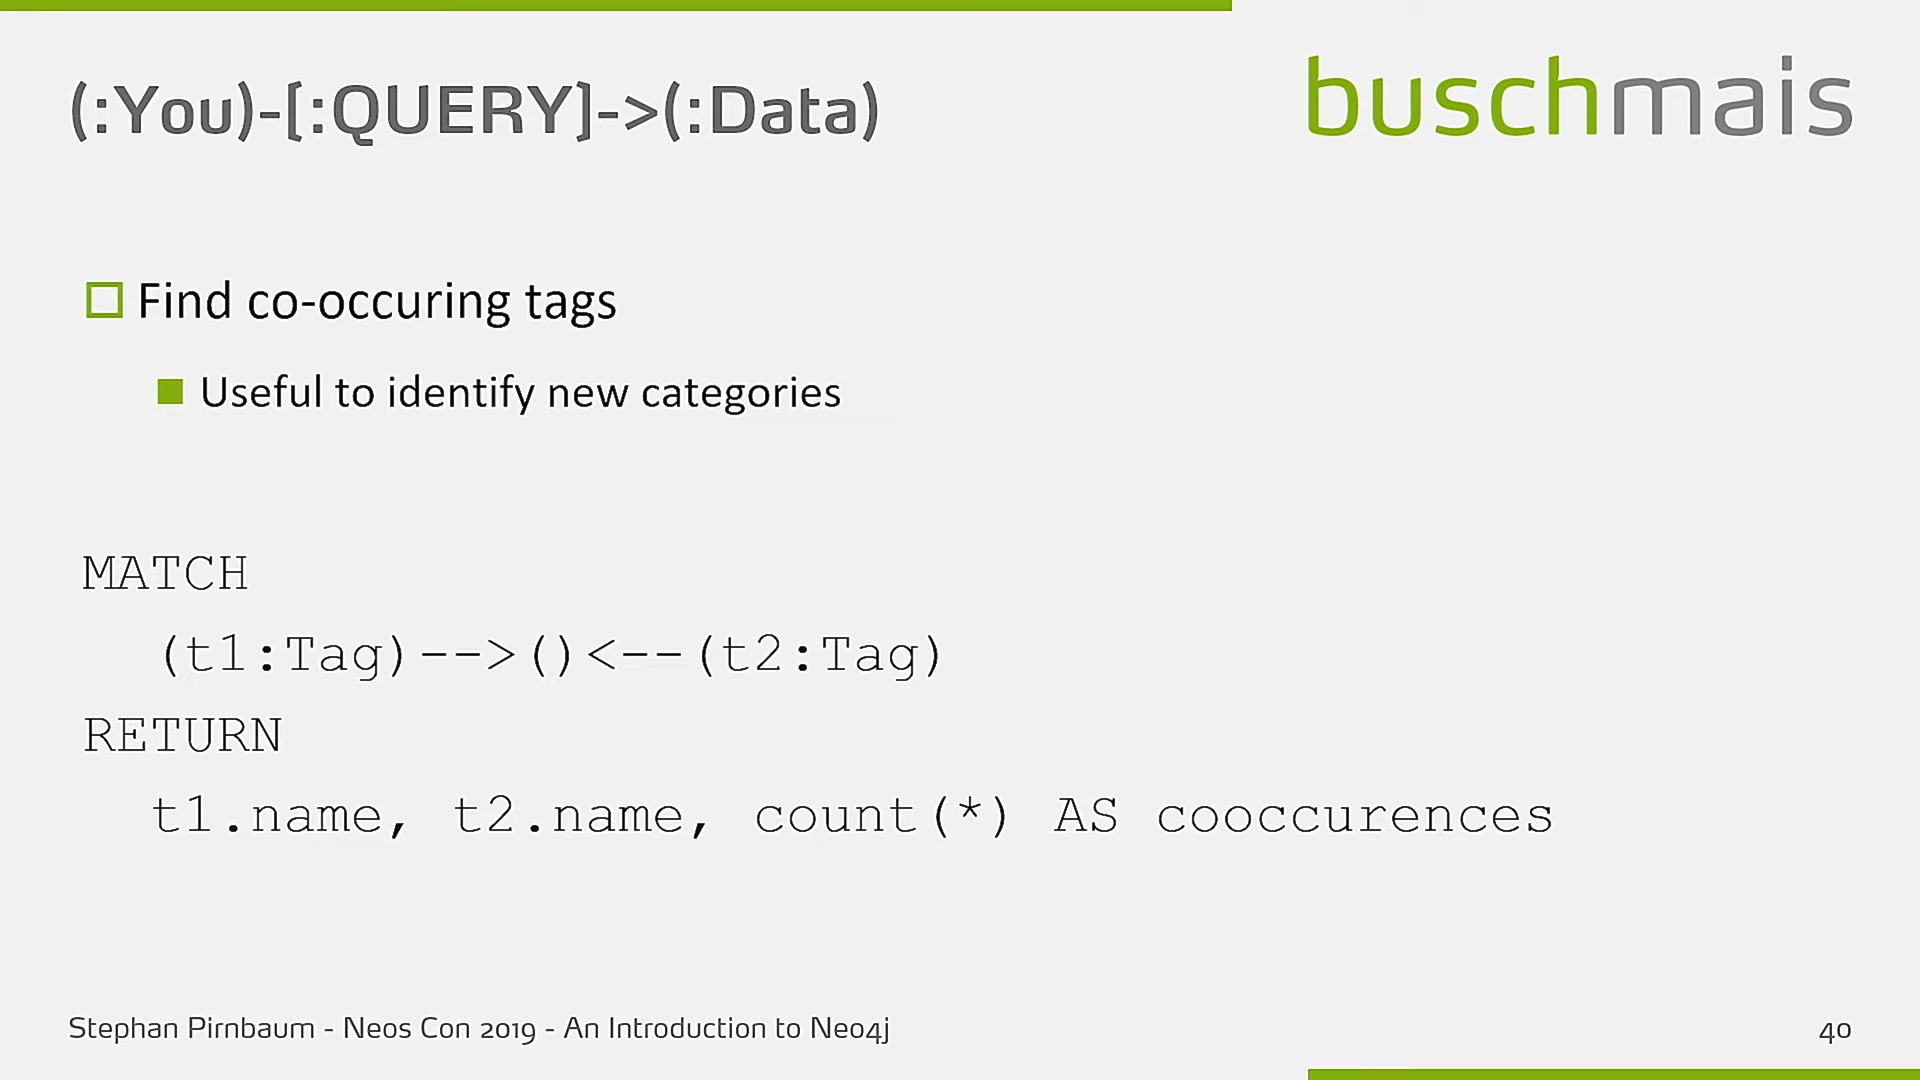 (:You)-[:QUERY]->(:Data)
buschmais
Find co-occuring tags
Useful to identify new categories
MATCH
(t1:Tag)-->()<--(t2:Tag)
RETURN
t1.name, t2.name, count(*) AS cooccurences
Stephan Pirnbaum - Neos Con 2019 - An Introduction to Neo4j
40